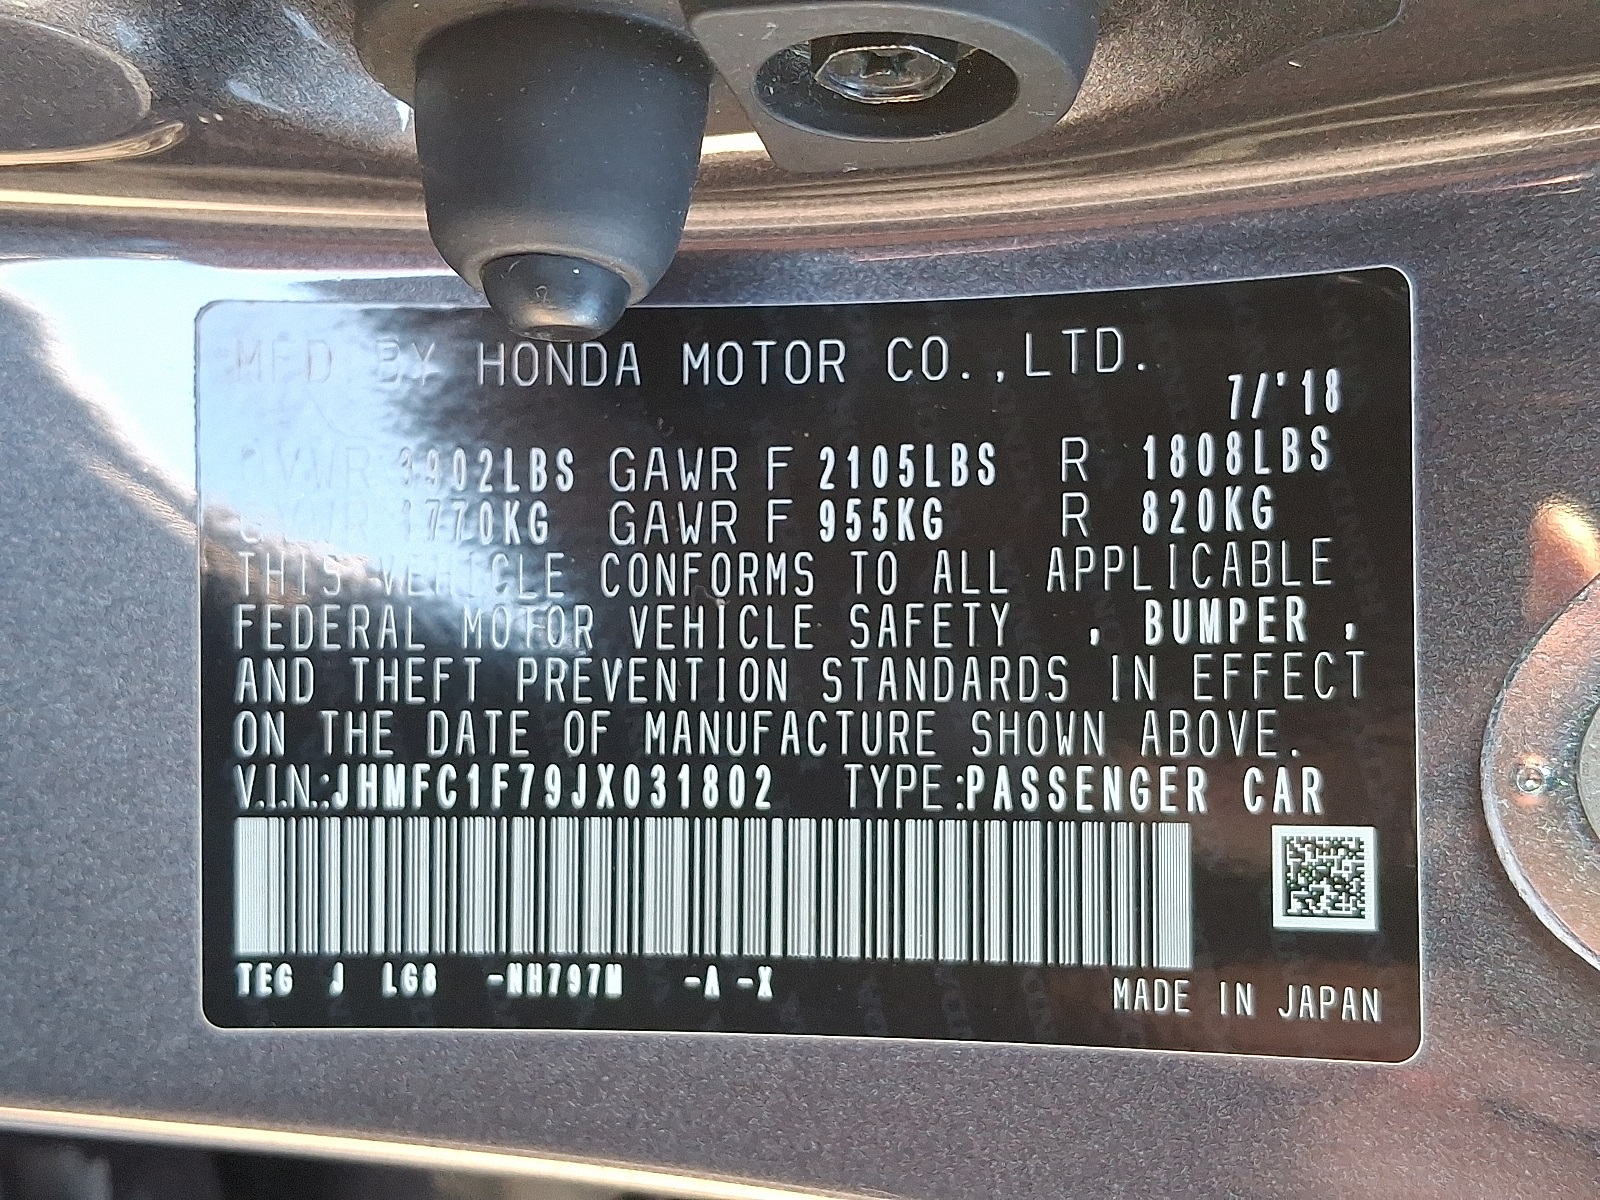 MFD. BY HONDA MOTOR CO.,LTD.
7/'18
GVWR 3902LBS GAWR F 2105LBS R 1808LBS
GVWR 1770KG GAWR F 955KG R 820KG
THIS VEHICLE CONFORMS TO ALL APPLICABLE
FEDERAL MOTOR VEHICLE SAFETY , BUMPER ,
AND THEFT PREVENTION STANDARDS IN EFFECT
ON THE DATE OF MANUFACTURE SHOWN ABOVE.
V.I.N.:JHMFC1F79JX031802 TYPE:PASSENGER CAR
TEG J LG8 -NH797M -A -X
MADE IN JAPAN